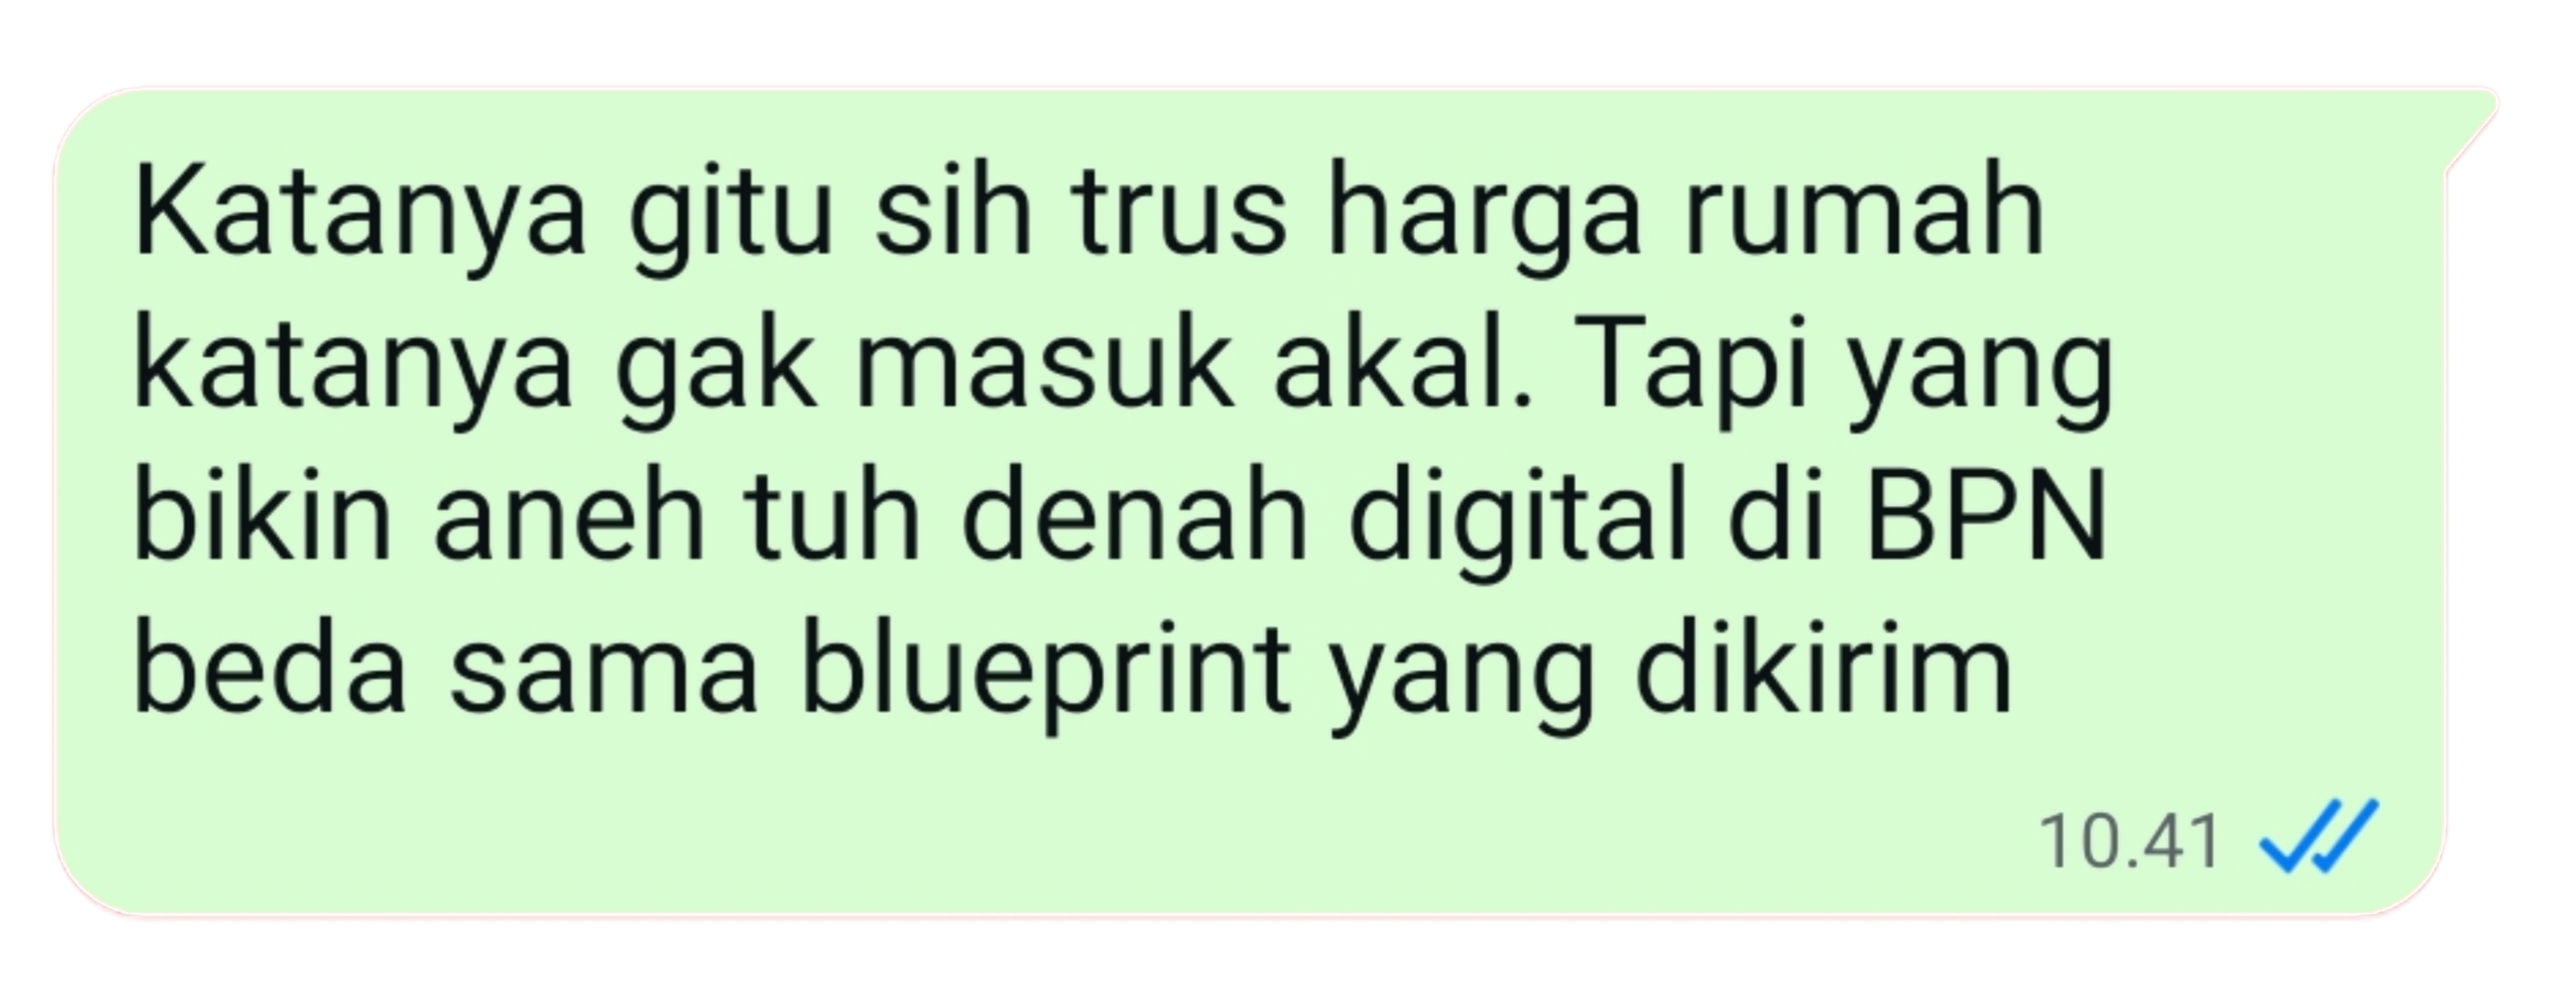 Katanya gitu sih trus harga rumah
katanya gak masuk akal. Tapi yang
bikin aneh tuh denah digital di BPN
beda sama blueprint yang dikirim
10.41